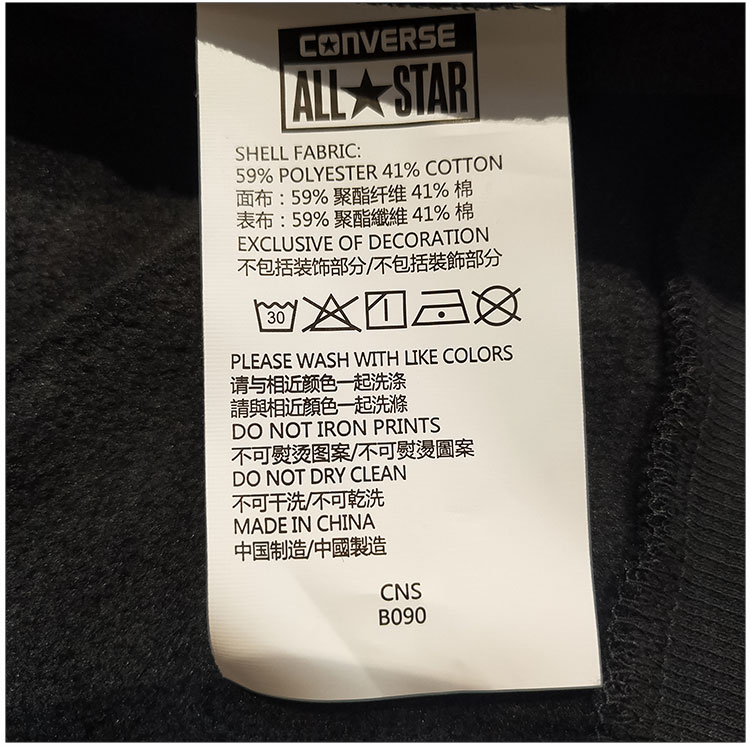 CONVERSE
ALL★STAR
SHELL FABRIC:
59% POLYESTER 41% COTTON
面布：59% 聚酯纤维 41% 棉
表布：59% 聚酯纖維 41% 棉
EXCLUSIVE OF DECORATION
不包括装饰部分/不包括裝飾部分
30
PLEASE WASH WITH LIKE COLORS
请与相近颜色一起洗涤
請與相近顏色一起洗滌
DO NOT IRON PRINTS
不可熨烫图案/不可熨燙圖案
DO NOT DRY CLEAN
不可干洗/不可乾洗
MADE IN CHINA
中国制造/中國製造
CNS
B090